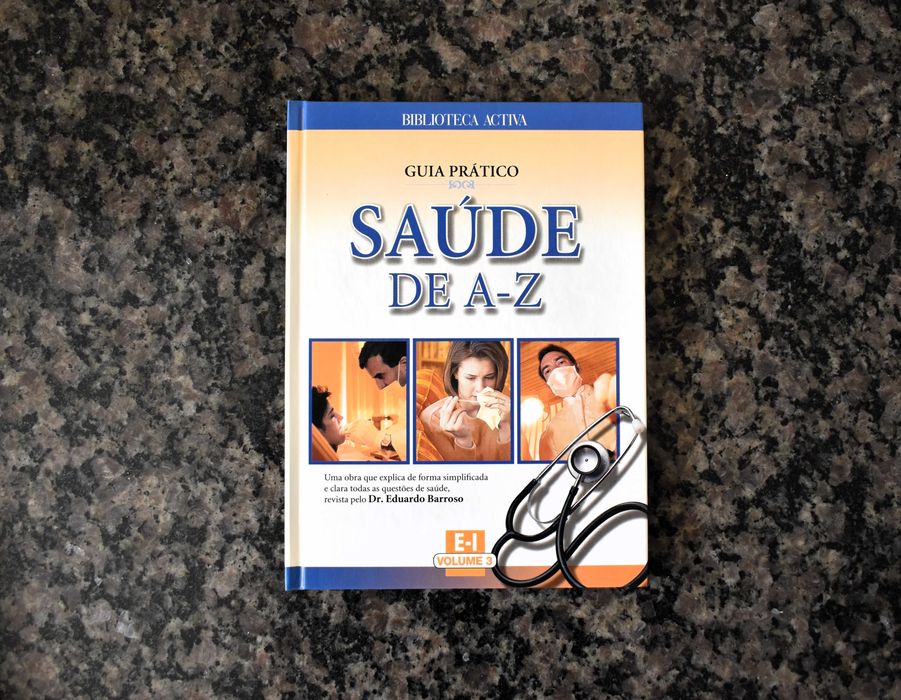 BIBLIOTECA ACTIVA
GUIA PRÁTICO
SAÚDE
DE A-Z
Uma obra que explica de forma simplificada
e clara todas as questões de saúde,
revista pelo Dr. Eduardo Barroso
E-I
VOLUME 3